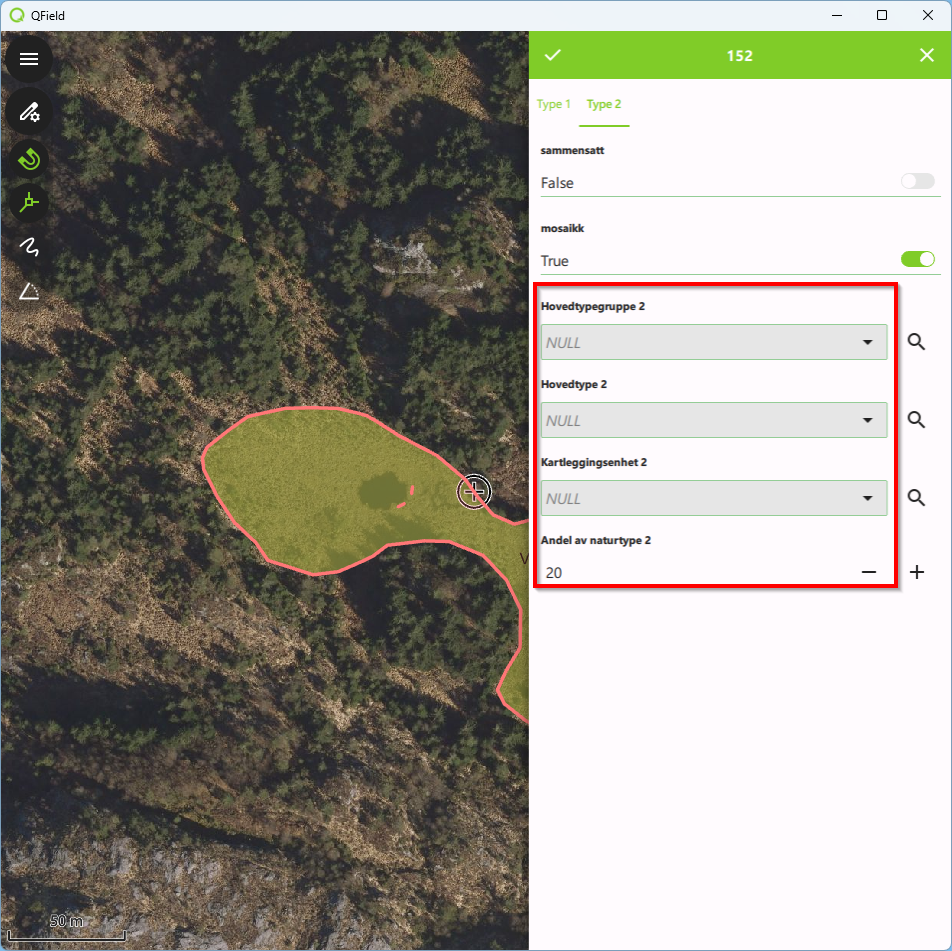 QField
152
Type 1 Type 2
sammensatt
False
mosaikk
True
Hovedtypegruppe 2
NULL
Hovedtype 2
NULL
Kartleggingsenhet 2
NULL
Andel av naturtype 2
20
V
50 m